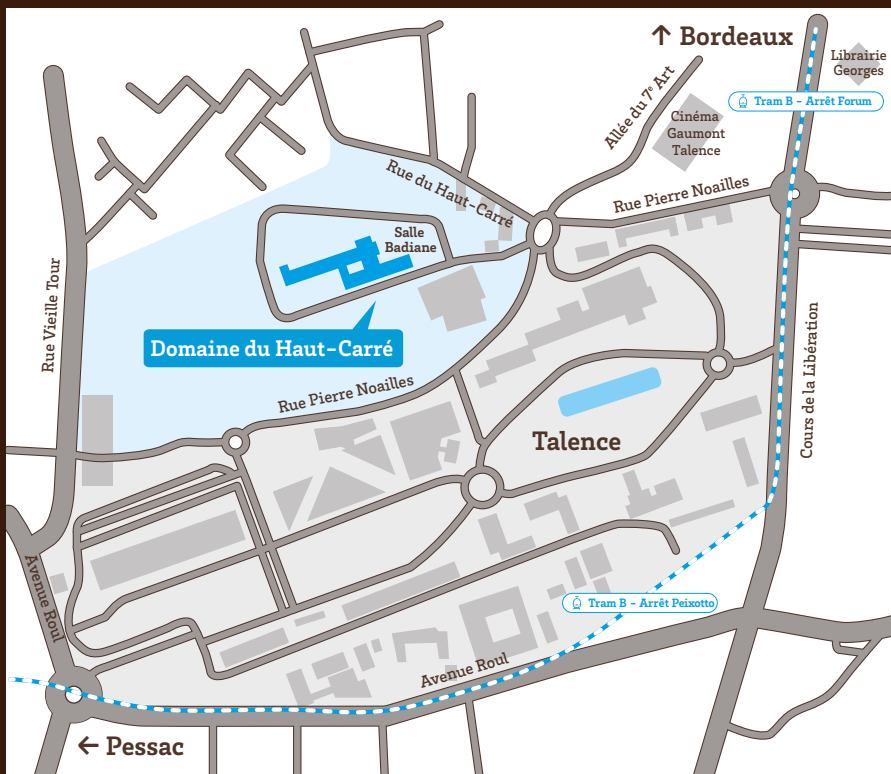 ↑ Bordeaux
Librairie
Georges
Tram B - Arrêt Forum
Allée du 7e Art
Cinéma
Gaumont
Talence
Rue du Haut-Carré
Rue Pierre Noailles
Salle
Badiane
Rue Vieille Tour
Domaine du Haut-Carré
Cours de la Libération
Rue Pierre Noailles
Talence
Avenue Roul
Tram B - Arrêt Peixotto
Avenue Roul
← Pessac